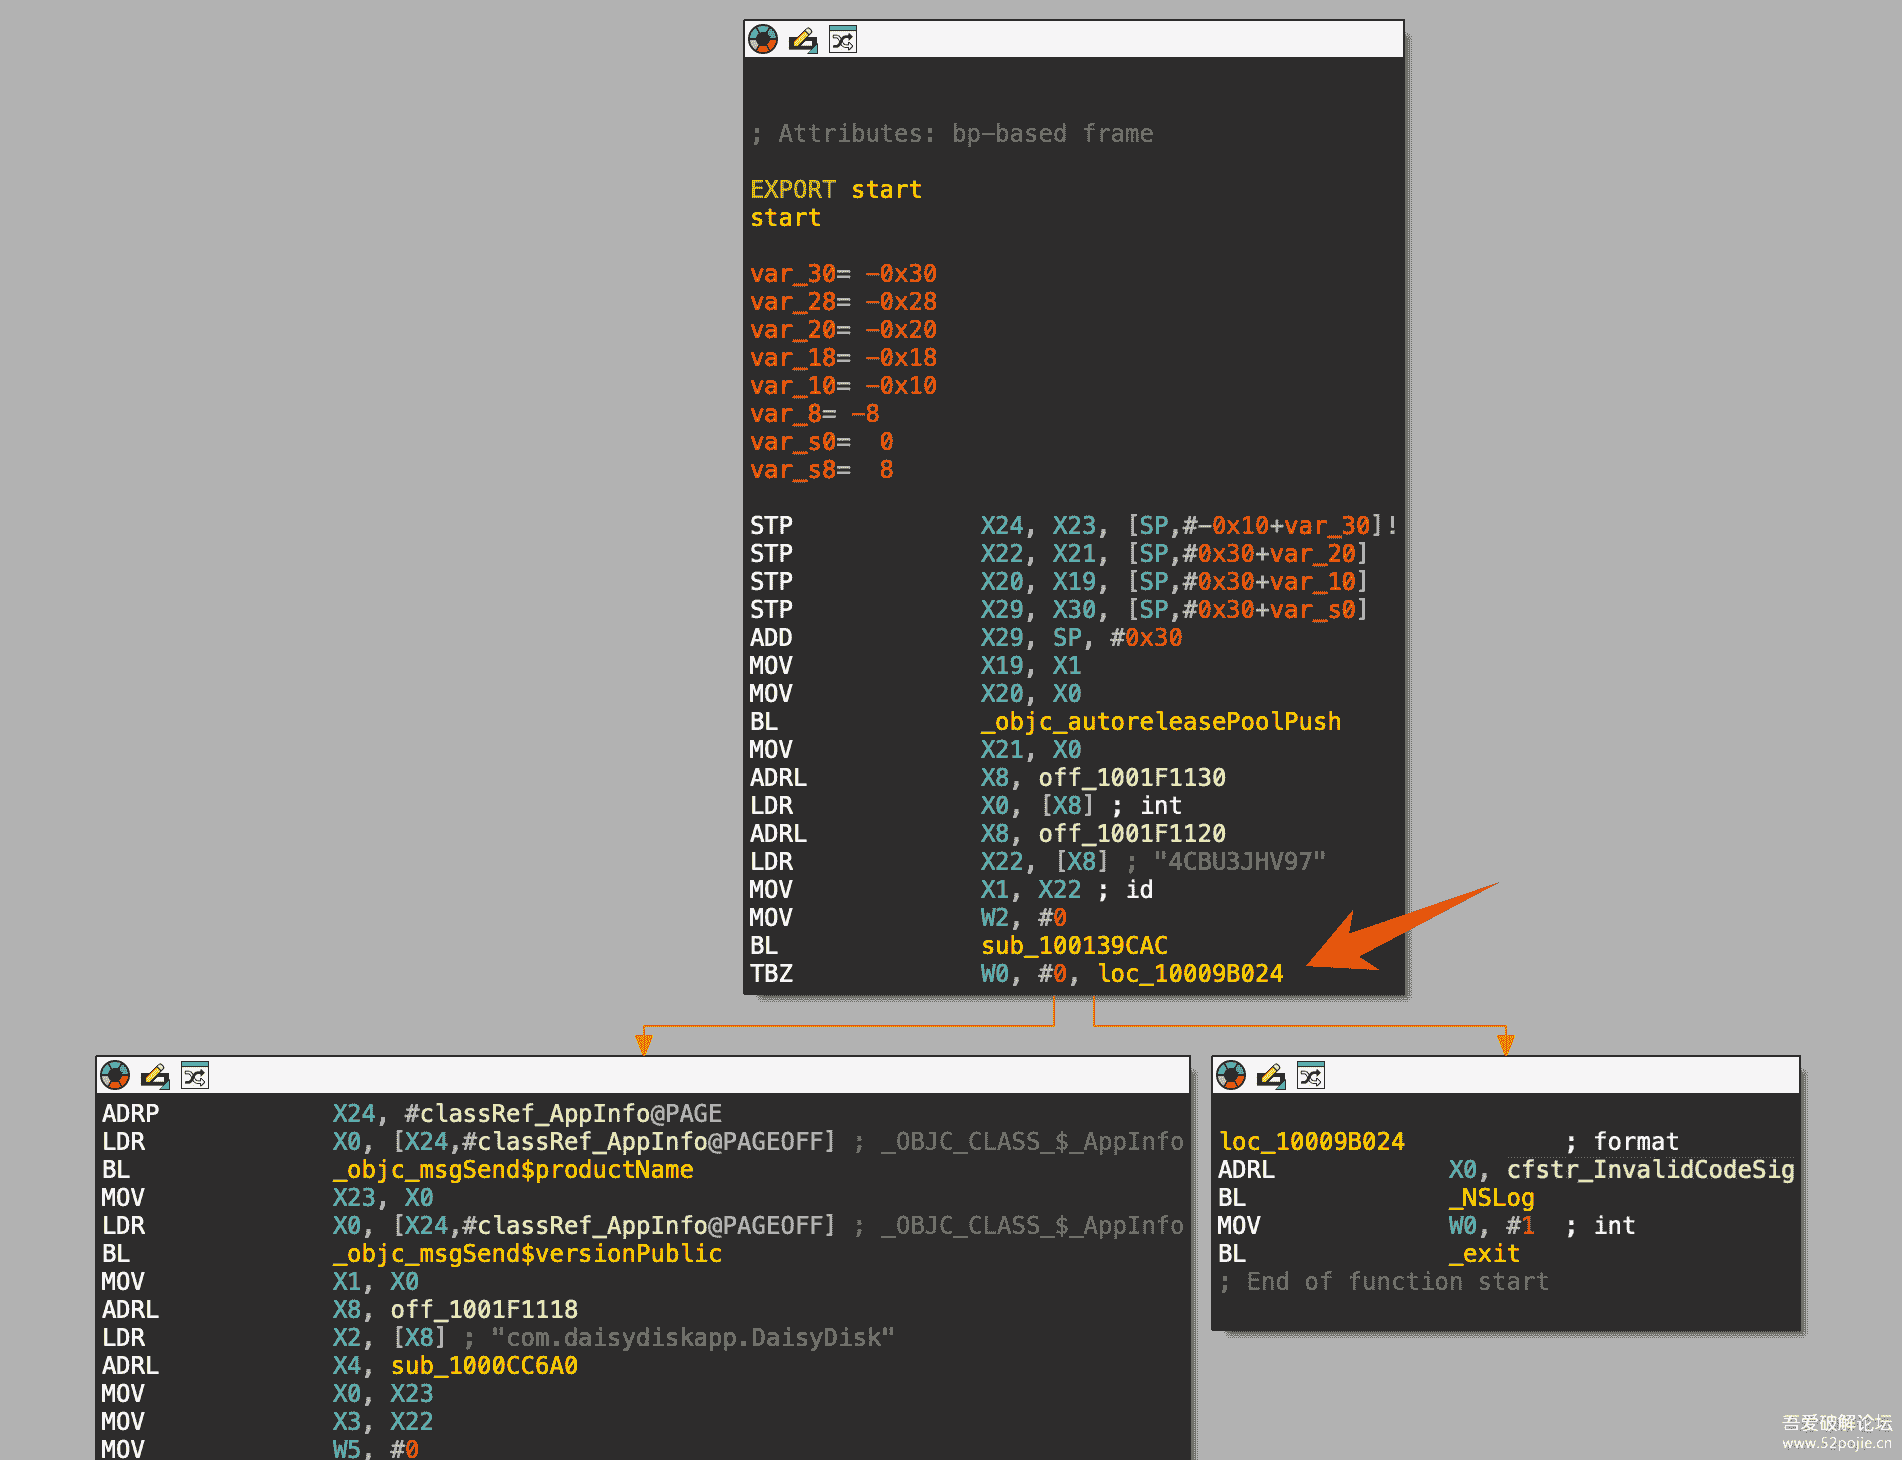 ; Attributes: bp-based frame
EXPORT start
start
var_30= -0x30
var_28= -0x28
var_20= -0x20
var_18= -0x18
var_10= -0x10
var_8= -8
var_s0=  0
var_s8=  8
STP X24, X23, [SP,#-0x10+var_30]!
STP X22, X21, [SP,#0x30+var_20]
STP X20, X19, [SP,#0x30+var_10]
STP X29, X30, [SP,#0x30+var_s0]
ADD X29, SP, #0x30
MOV X19, X1
MOV X20, X0
BL _objc_autoreleasePoolPush
MOV X21, X0
ADRL X8, off_1001F1130
LDR X0, [X8] ; int
ADRL X8, off_1001F1120
LDR X22, [X8] ; "4CBU3JHV97"
MOV X1, X22 ; id
MOV W2, #0
BL sub_100139CAC
TBZ W0, #0, loc_10009B024
ADRP X24, #classRef_AppInfo@PAGE
LDR X0, [X24,#classRef_AppInfo@PAGEOFF] ; _OBJC_CLASS_$_AppInfo
BL _objc_msgSend$productName
MOV X23, X0
LDR X0, [X24,#classRef_AppInfo@PAGEOFF] ; _OBJC_CLASS_$_AppInfo
BL _objc_msgSend$versionPublic
MOV X1, X0
ADRL X8, off_1001F1118
LDR X2, [X8] ; "com.daisydiskapp.DaisyDisk"
ADRL X4, sub_1000CC6A0
MOV X0, X23
MOV X3, X22
MOV W5, #0
loc_10009B024 ; format
ADRL X0, cfstr_InvalidCodeSig
BL _NSLog
MOV W0, #1 ; int
BL _exit
; End of function start
吾爱破解论坛
www.52pojie.cn